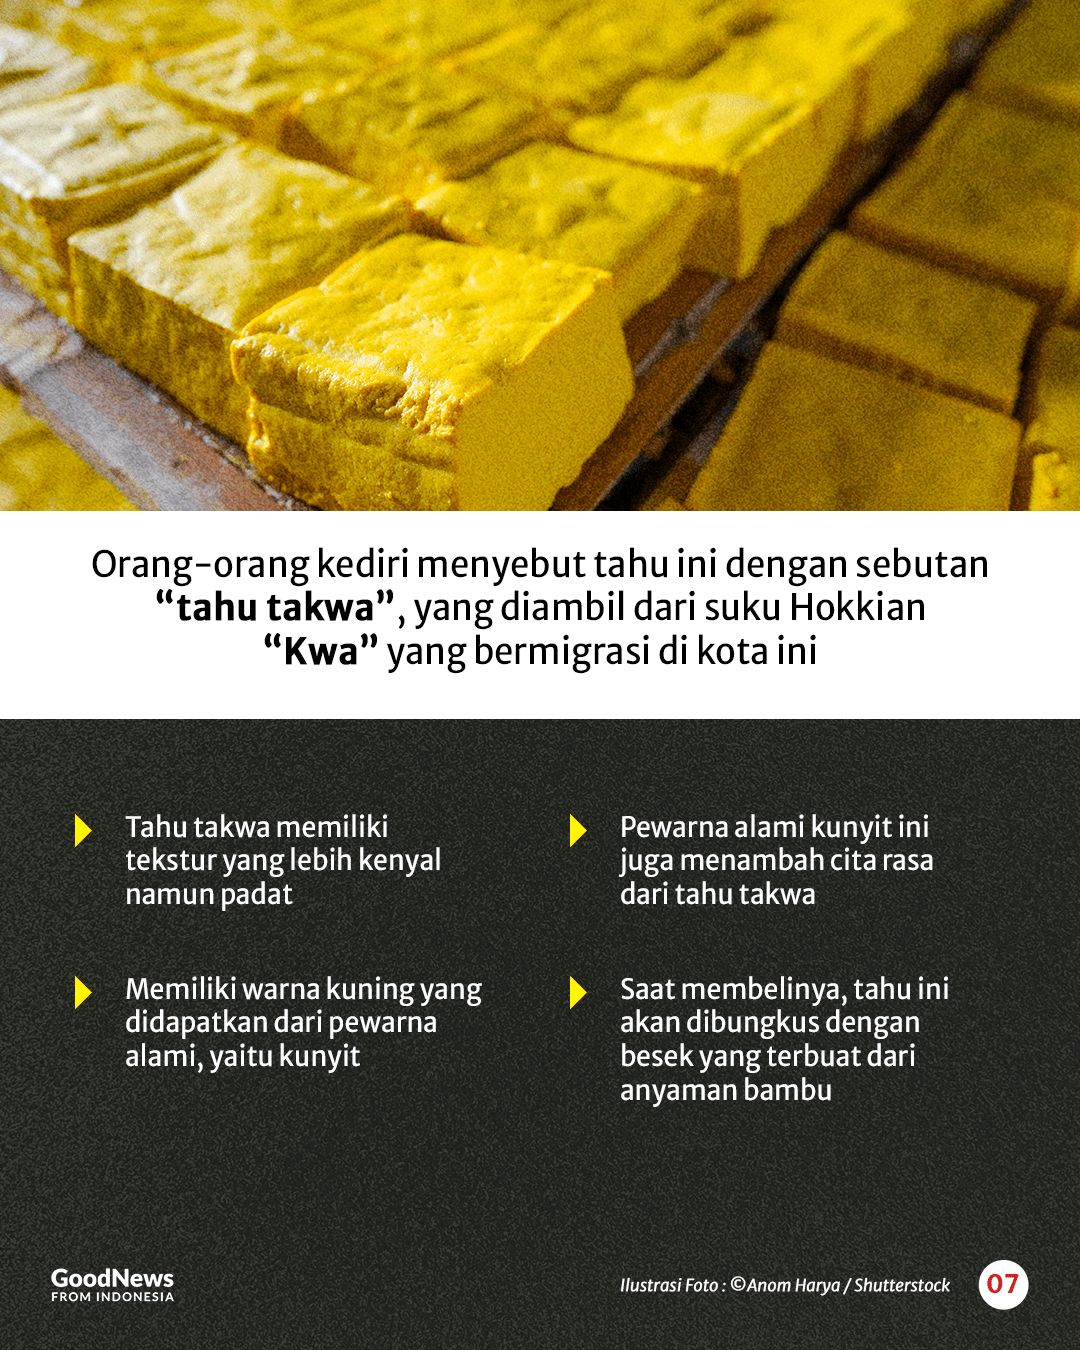 Orang-orang kediri menyebut tahu ini dengan sebutan
“tahu takwa”, yang diambil dari suku Hokkian
“Kwa” yang bermigrasi di kota ini
Tahu takwa memiliki
tekstur yang lebih kenyal
namun padat
Memiliki warna kuning yang
didapatkan dari pewarna
alami, yaitu kunyit
Pewarna alami kunyit ini
juga menambah cita rasa
dari tahu takwa
Saat membelinya, tahu ini
akan dibungkus dengan
besek yang terbuat dari
anyaman bambu
GoodNews
FROM INDONESIA
Ilustrasi Foto : ©Anom Harya / Shutterstock
07